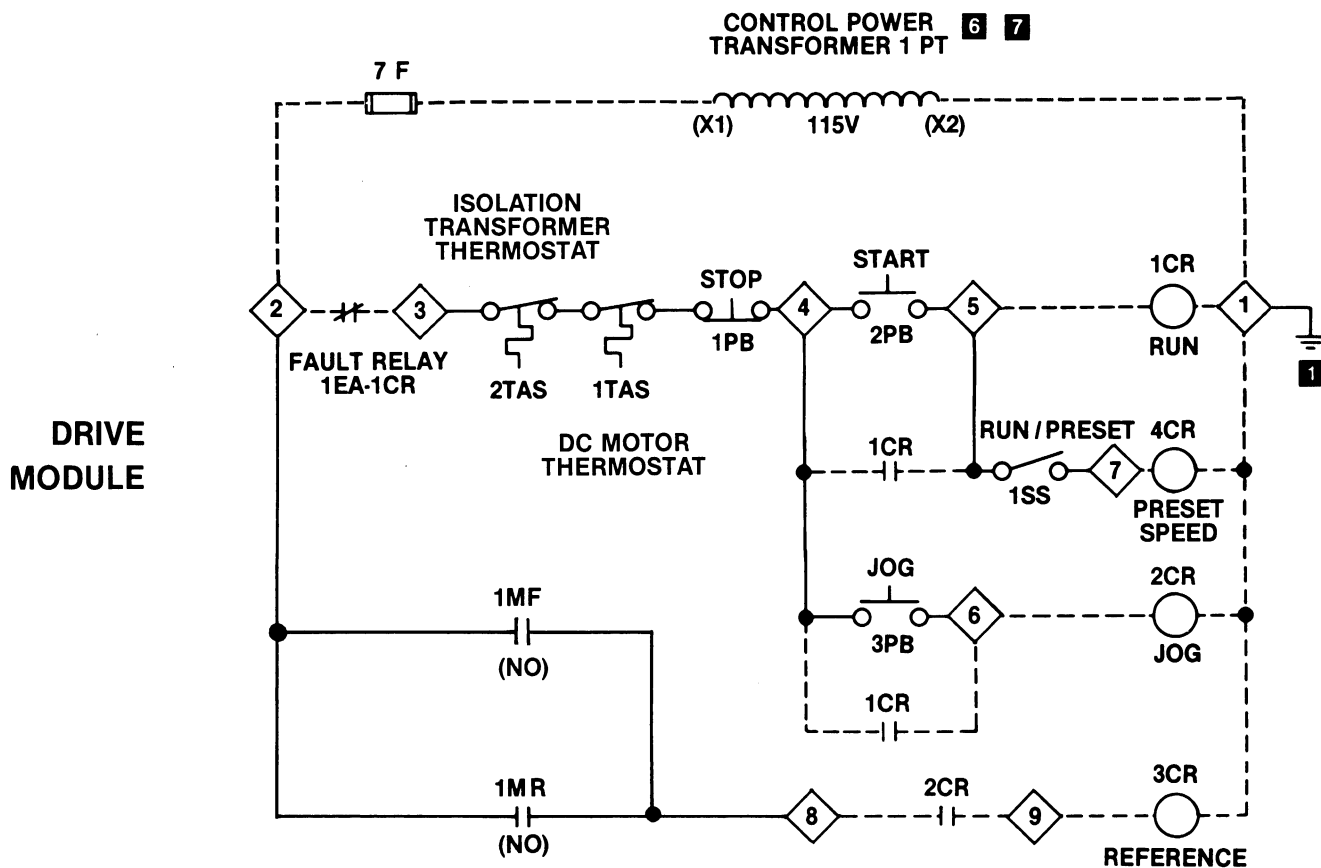 CONTROL POWER 6 7
TRANSFORMER 1 PT
7 F
(X1) 115V (X2)
ISOLATION
TRANSFORMER
THERMOSTAT
STOP
START
1CR
2
3
4
5
1
1PB
2PB
RUN
FAULT RELAY
1EA-1CR
2TAS
1TAS
1
DRIVE
MODULE
DC MOTOR
THERMOSTAT
1CR
RUN / PRESET
4CR
7
1SS
PRESET
SPEED
JOG
2CR
1MF
6
3PB
JOG
(NO)
1CR
1MR
2CR
3CR
8
9
(NO)
REFERENCE